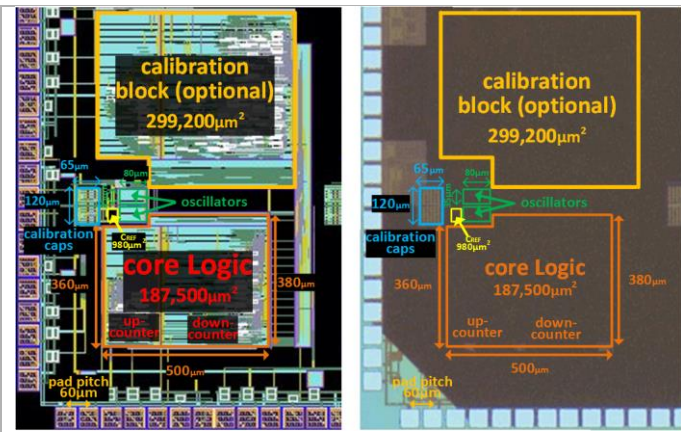 calibration
block (optional)
299,200µm²
65µm
80µm
120µm
oscillators
calibration
caps
CREF
980µm²
core Logic
187,500µm²
360µm
380µm
up-
counter
down-
counter
500µm
pad pitch
60µm
calibration
block (optional)
299,200µm²
65µm
80µm
120µm
oscillators
calibration
caps
CREF
980µm²
core Logic
187,500µm²
360µm
380µm
up-
counter
down-
counter
500µm
pad pitch
60µm